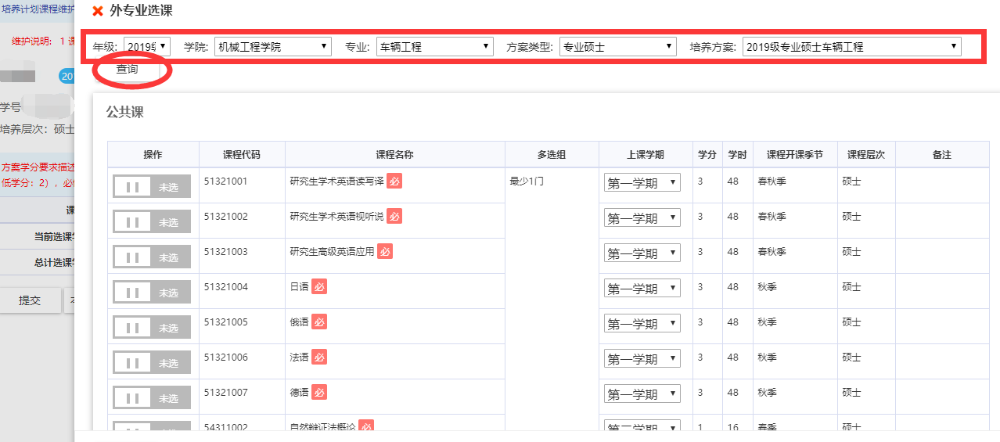 培养计划课程维护
外专业选课
维护说明: 1 课
年级: 2019级 学院: 机械工程学院 专业: 车辆工程 方案类型: 专业硕士 培养方案: 2019级专业硕士车辆工程
查询
201
公共课
学号
培养层次: 硕士
操作 课程代码 课程名称 多选组 上课学期 学分 学时 课程开课季节 课程层次 备注
方案学分要求描述
未选 51321001 研究生学术英语读写译 必 最少1门 第一学期 3 48 春秋季 硕士
低学分: 2), 必
未选 51321002 研究生学术英语视听说 必 第一学期 3 48 春秋季 硕士
课
当前选课学
未选 51321003 研究生高级英语应用 必 第一学期 3 48 春秋季 硕士
总计选课学
未选 51321004 日语 必 第一学期 3 48 秋季 硕士
提交
未选 51321005 俄语 必 第一学期 3 48 秋季 硕士
未选 51321006 法语 必 第一学期 3 48 秋季 硕士
未选 51321007 德语 必 第一学期 3 48 秋季 硕士
54311002 自然辩证法概论 必 第二学期 1 16 春季 硕士